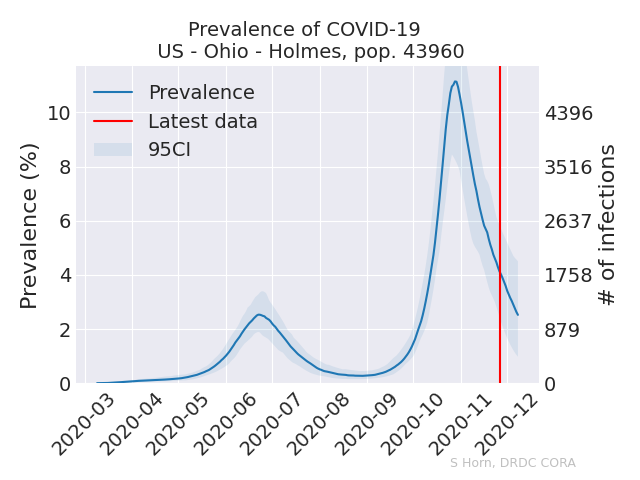 Prevalence of COVID-19
US - Ohio - Holmes, pop. 43960
Prevalence
Latest data
95CI
Prevalence (%)
10
8
6
4
2
0
4396
3516
2637
1758
879
0
# of infections
2020-03
2020-04
2020-05
2020-06
2020-07
2020-08
2020-09
2020-10
2020-11
2020-12
S Horn, DRDC CORA